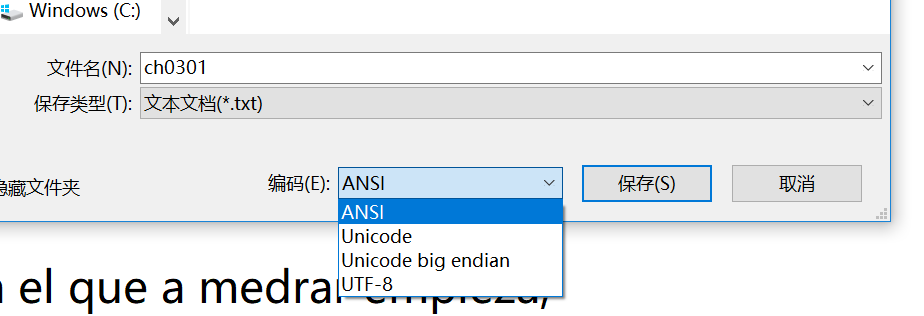 Windows (C:)
文件名(N): ch0301
保存类型(T): 文本文档(*.txt)
隐藏文件夹 编码(E): ANSI 保存(S) 取消
ANSI
Unicode
Unicode big endian
UTF-8
el que a medrar empieza,